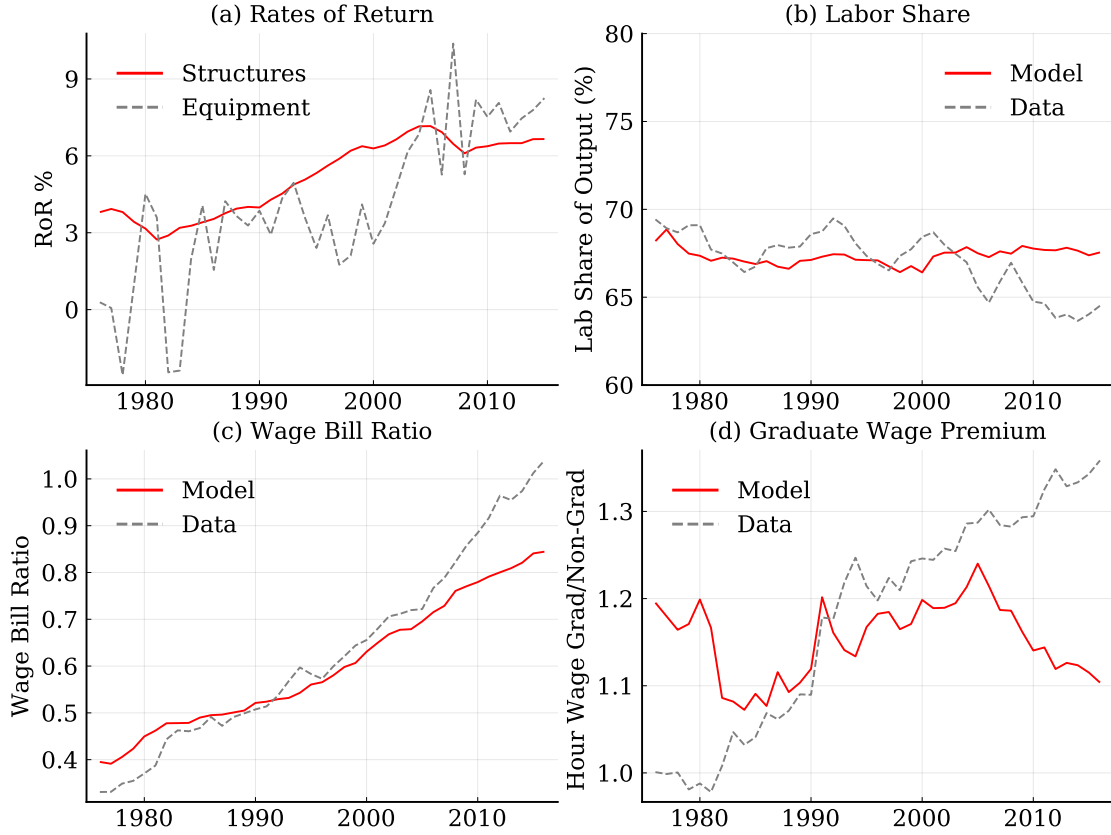 (a) Rates of Return
RoR %
9
6
3
0
Structures
Equipment
1980 1990 2000 2010
(b) Labor Share
Lab Share of Output (%)
80
75
70
65
60
Model
Data
1980 1990 2000 2010
(c) Wage Bill Ratio
Wage Bill Ratio
1.0
0.9
0.8
0.7
0.6
0.5
0.4
Model
Data
1980 1990 2000 2010
(d) Graduate Wage Premium
Hour Wage Grad/Non-Grad
1.3
1.2
1.1
1.0
Model
Data
1980 1990 2000 2010